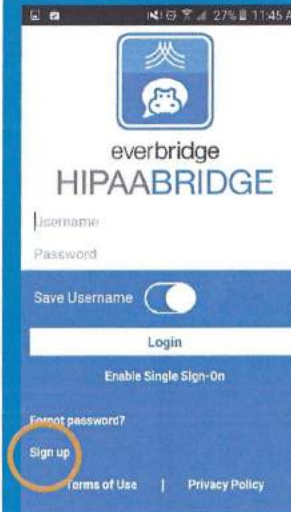 27% 11:45 A
everbridge
HIPAABRIDGE
Username
Password
Save Username
Login
Enable Single Sign-On
Forgot password?
Sign up
Terms of Use | Privacy Policy